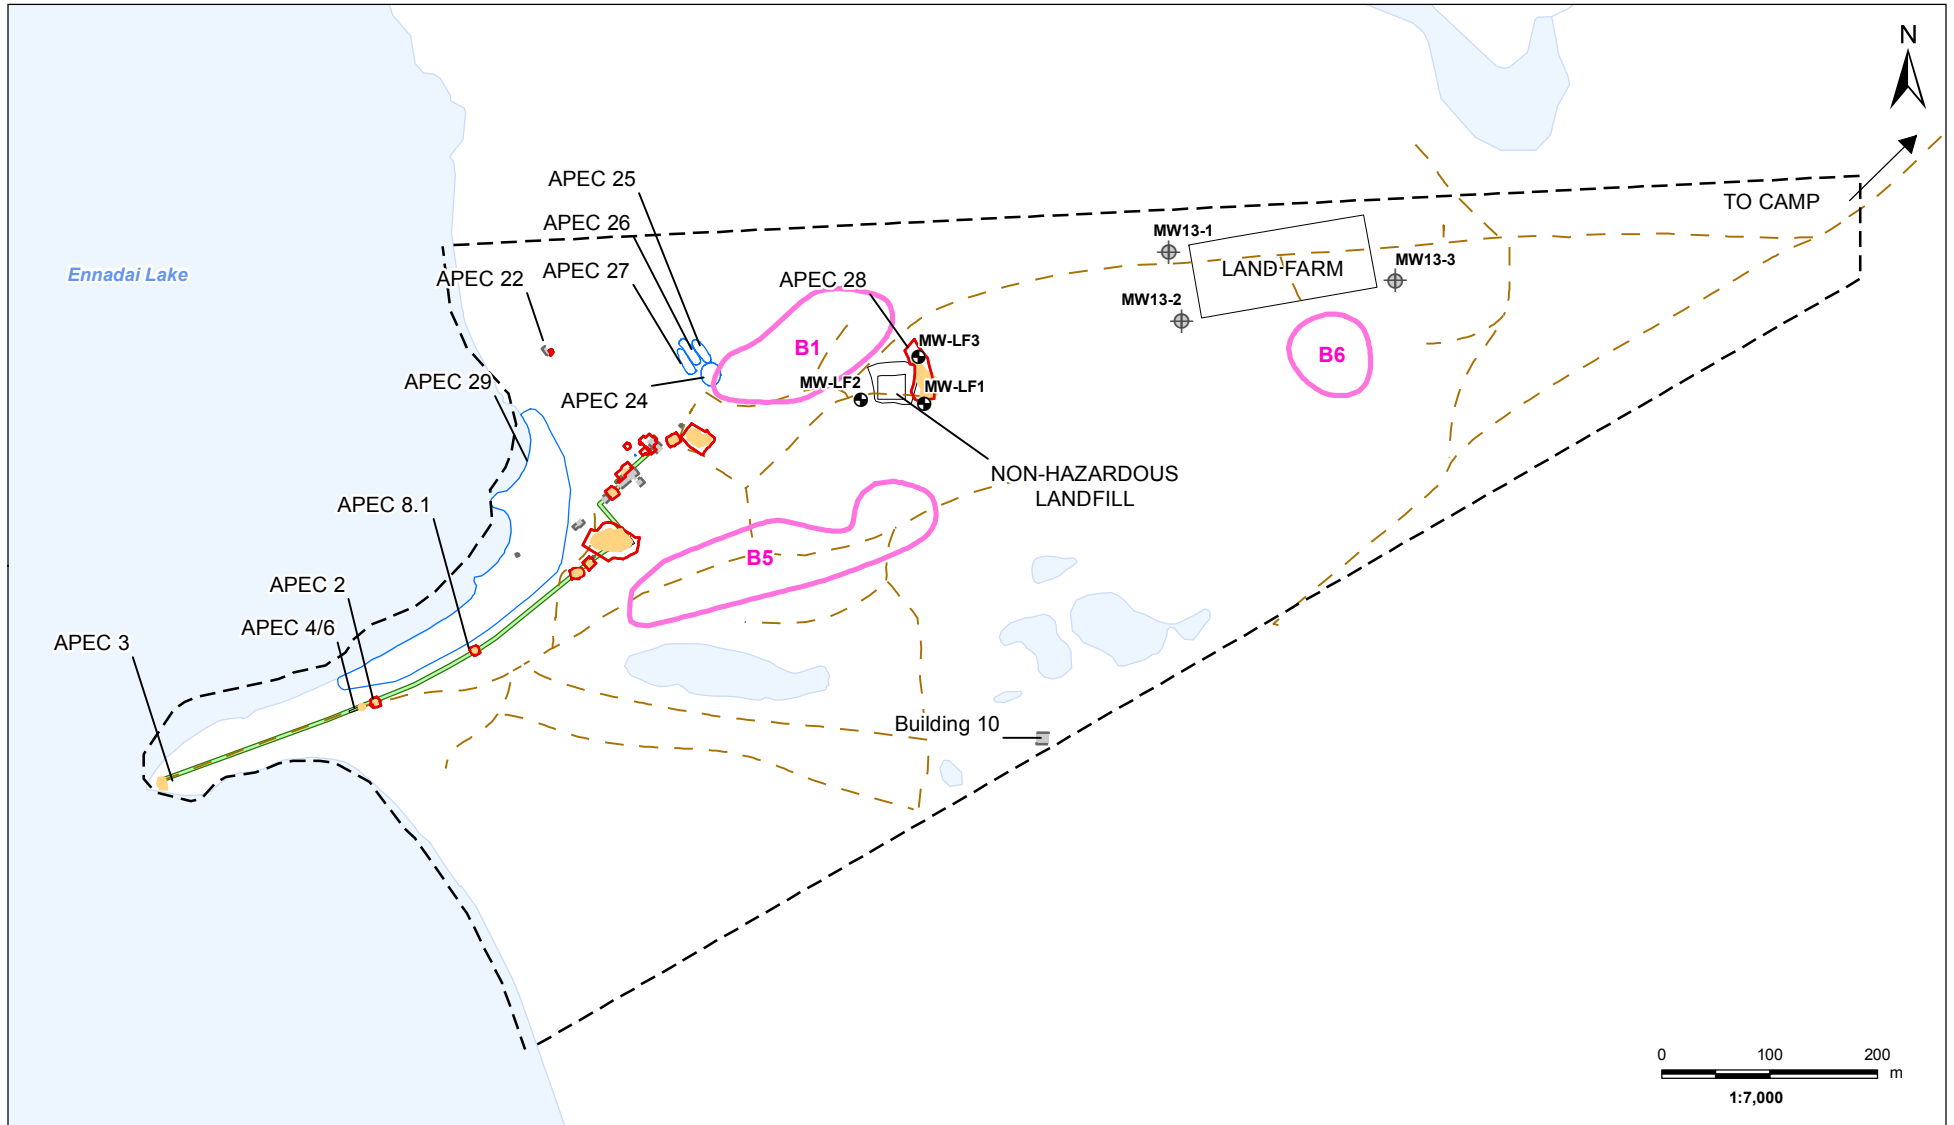 N
APEC 25
TO CAMP
APEC 26
MW13-1
APEC 27
Ennadai Lake
APEC 22
APEC 28
LAND FARM
MW13-3
MW13-2
MW-LF3
B1
B6
APEC 29
MW-LF2
MW-LF1
APEC 24
NON-HAZARDOUS
LANDFILL
APEC 8.1
B5
APEC 2
APEC 4/6
APEC 3
Building 10
0 100 200
m
1:7,000